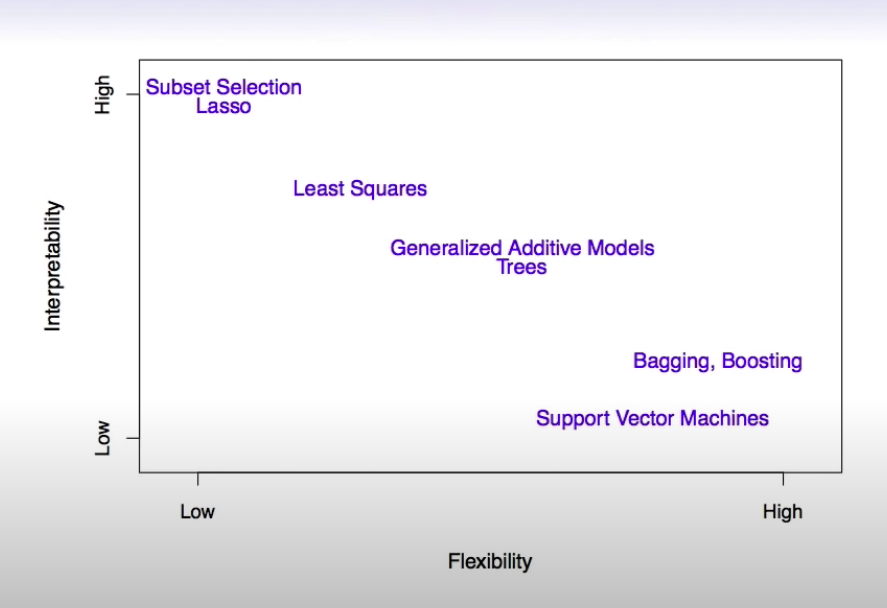 High
Subset Selection
Lasso
Least Squares
Interpretability
Generalized Additive Models
Trees
Bagging, Boosting
Support Vector Machines
Low
Low
High
Flexibility